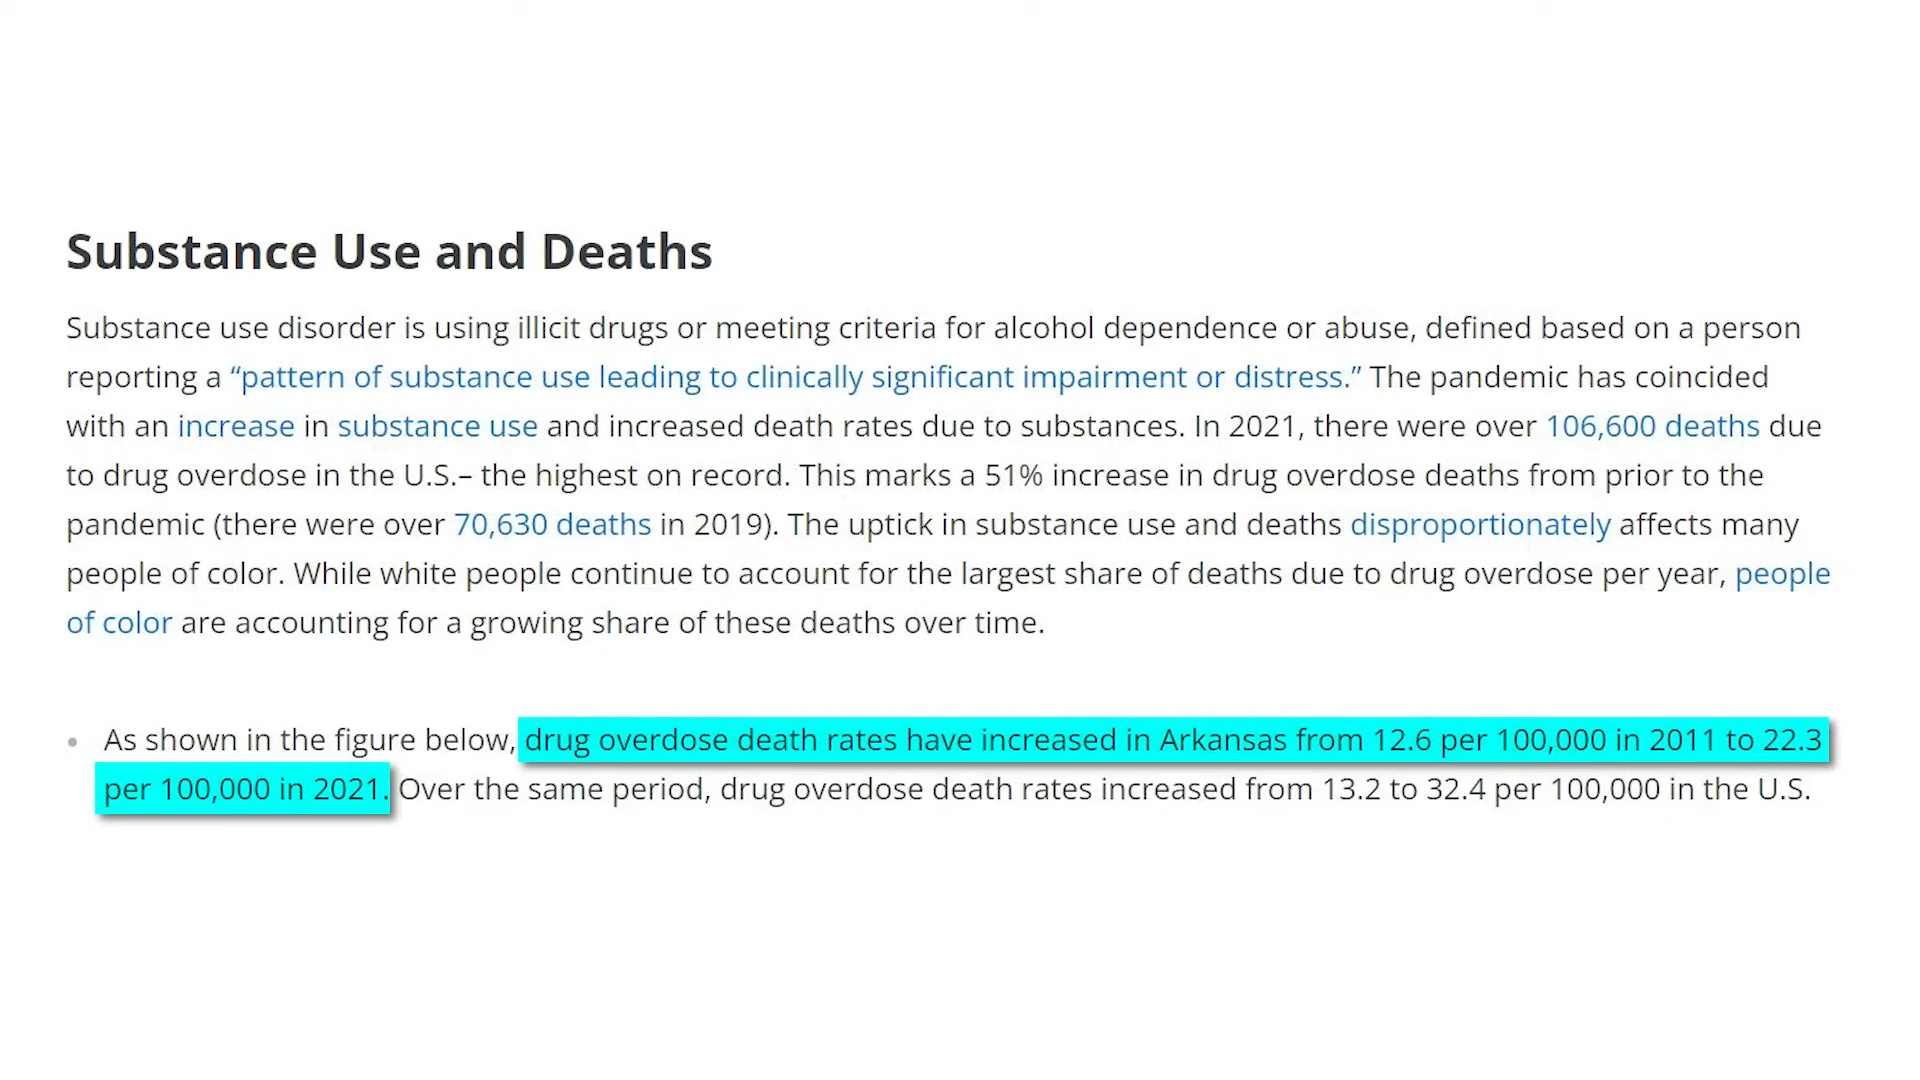 Substance Use and Deaths
Substance use disorder is using illicit drugs or meeting criteria for alcohol dependence or abuse, defined based on a person
reporting a “pattern of substance use leading to clinically significant impairment or distress.” The pandemic has coincided
with an increase in substance use and increased death rates due to substances. In 2021, there were over 106,600 deaths due
to drug overdose in the U.S.– the highest on record. This marks a 51% increase in drug overdose deaths from prior to the
pandemic (there were over 70,630 deaths in 2019). The uptick in substance use and deaths disproportionately affects many
people of color. While white people continue to account for the largest share of deaths due to drug overdose per year, people
of color are accounting for a growing share of these deaths over time.
• As shown in the figure below, drug overdose death rates have increased in Arkansas from 12.6 per 100,000 in 2011 to 22.3
per 100,000 in 2021. Over the same period, drug overdose death rates increased from 13.2 to 32.4 per 100,000 in the U.S.